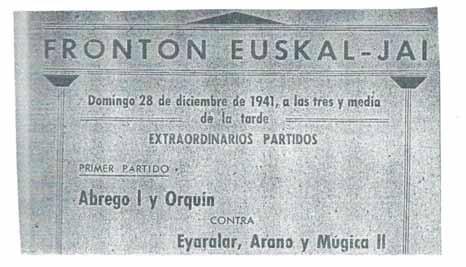 FRONTON EUSKAL-JAI
Domingo 28 de diciembre de 1941, a las tres y media
de la tarde
EXTRAORDINARIOS PARTIDOS
PRIMER PARTIDO.
Abrego I y Orquín
CONTRA
Eyaralar, Arano y Múgica II